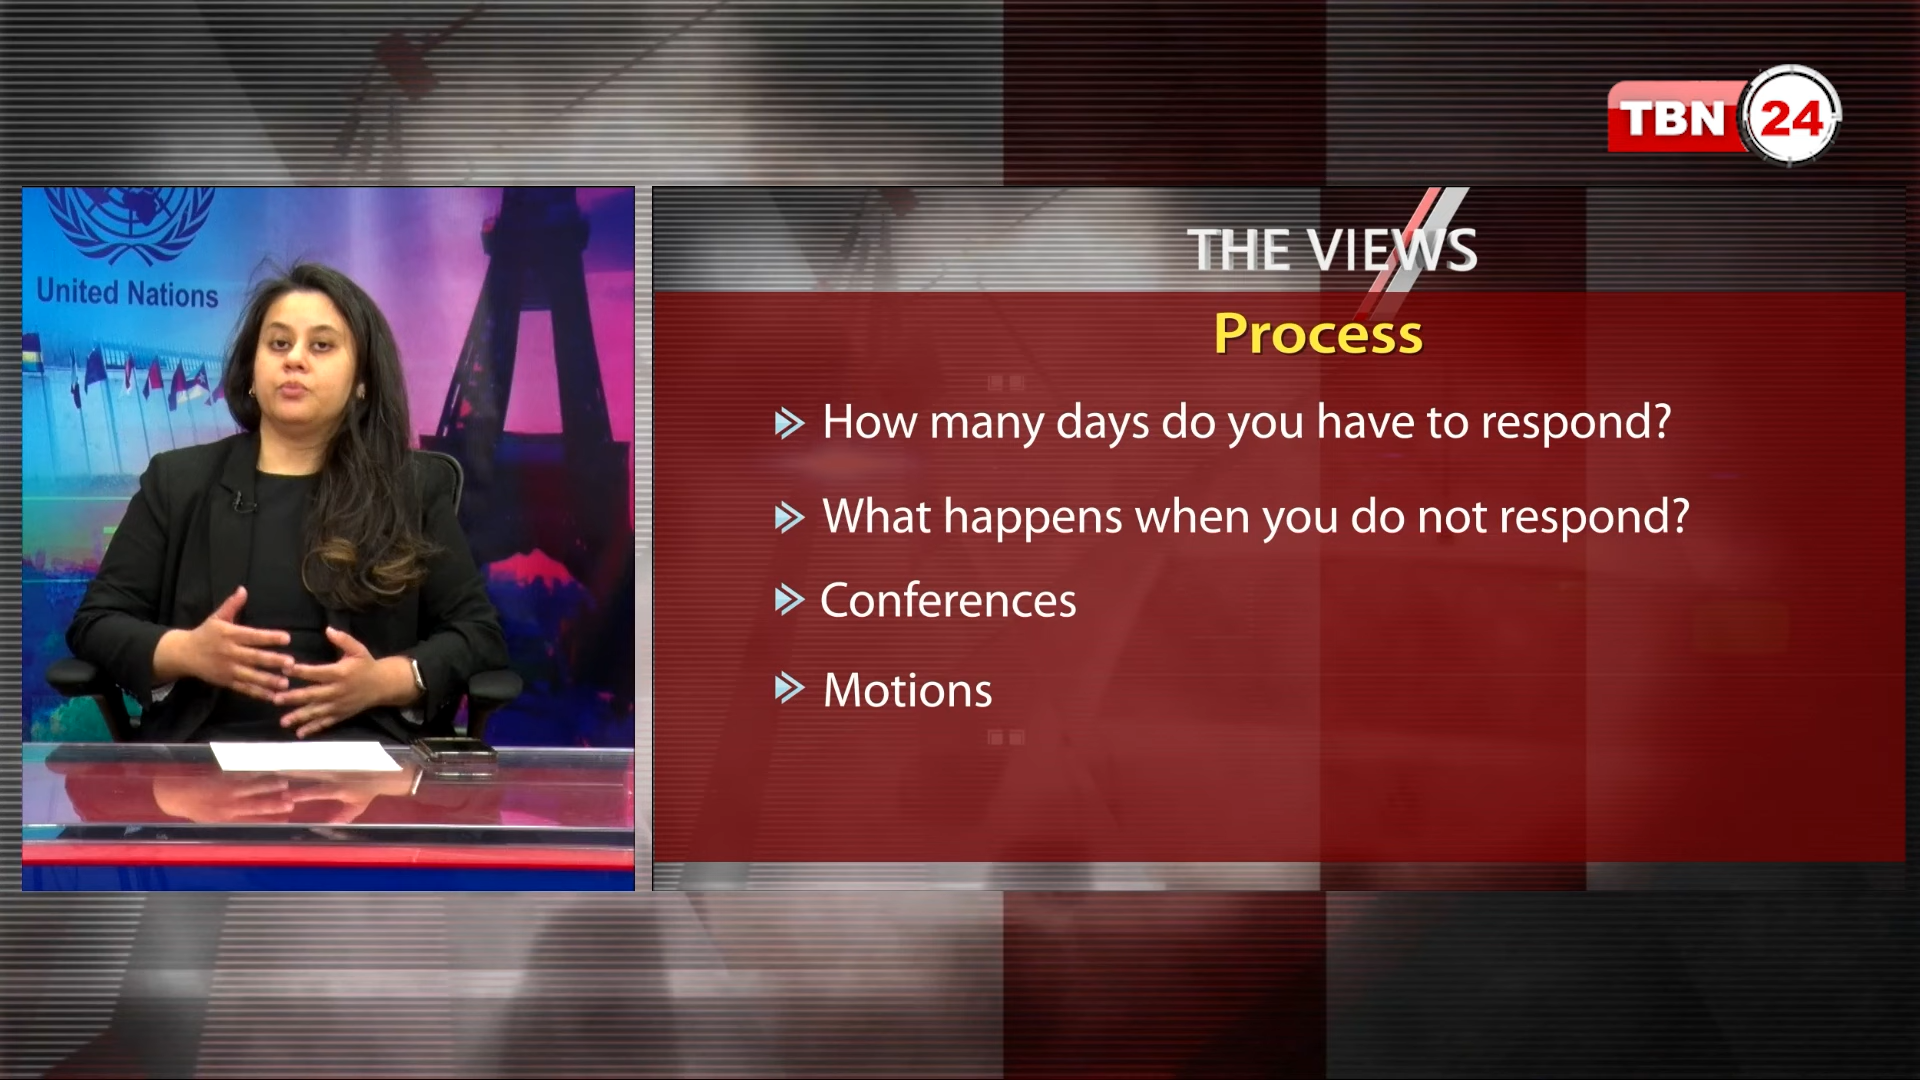 TBN 24
United Nations
THE VIEWS
Process
How many days do you have to respond?
What happens when you do not respond?
Conferences
Motions